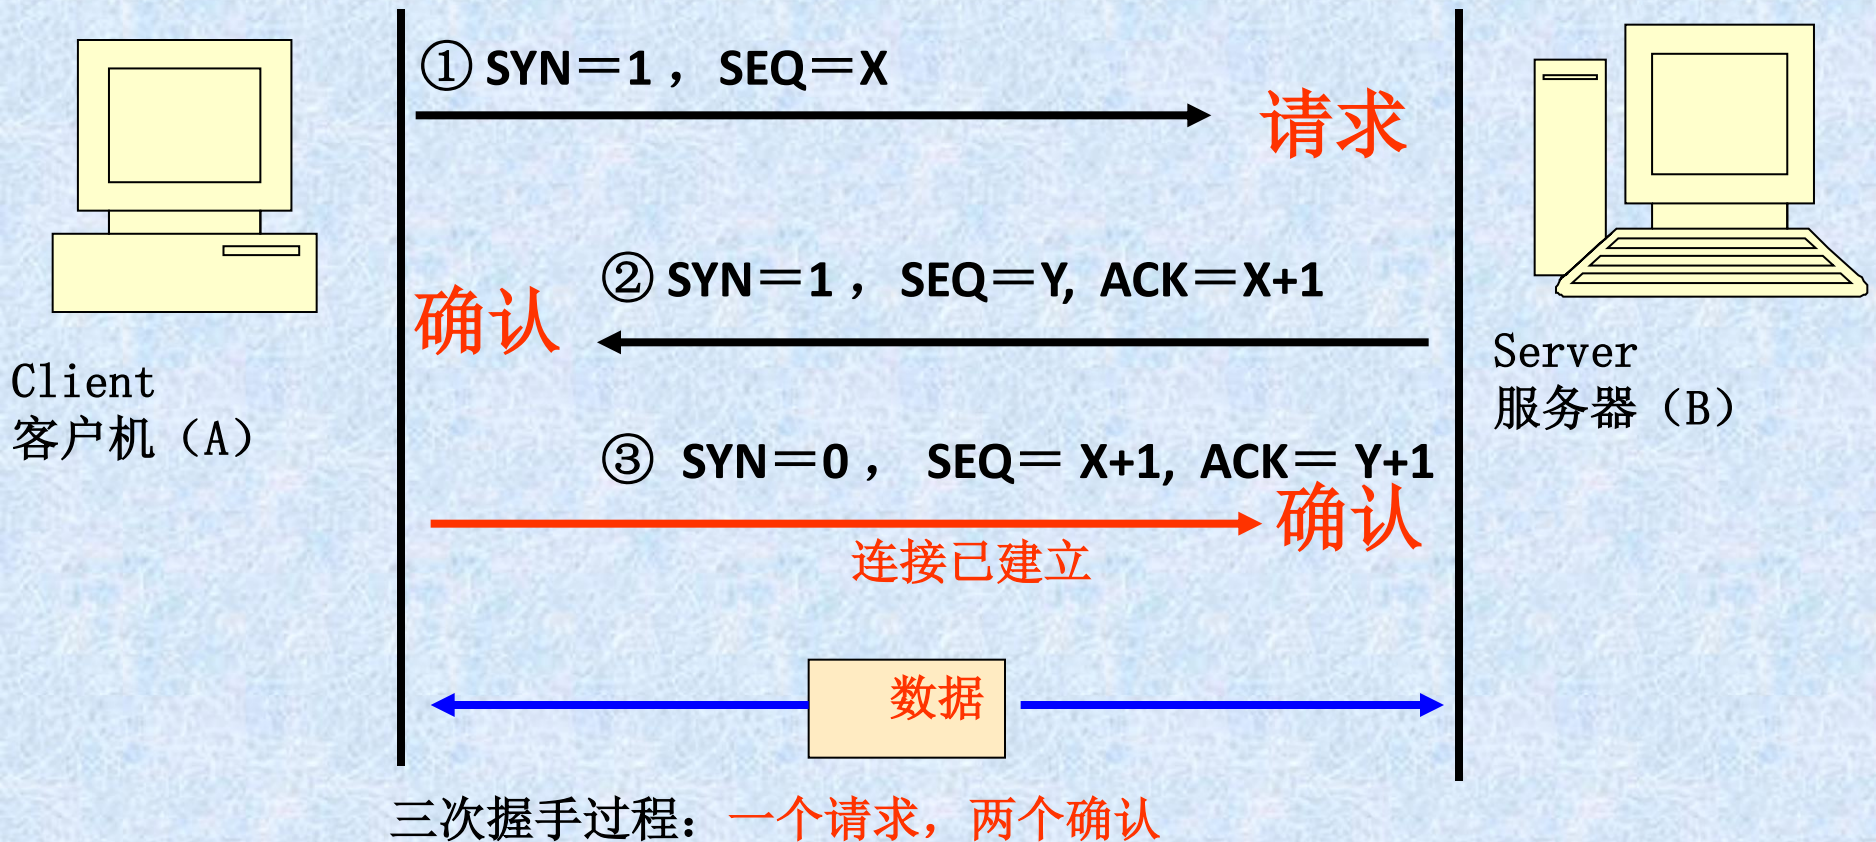 ① SYN＝1， SEQ＝X
请求
② SYN＝1， SEQ＝Y, ACK＝X+1
确认
Client
客户机（A）
Server
服务器（B）
③ SYN＝0， SEQ＝ X+1, ACK＝ Y+1
确认
连接已建立
数据
三次握手过程：一个请求，两个确认